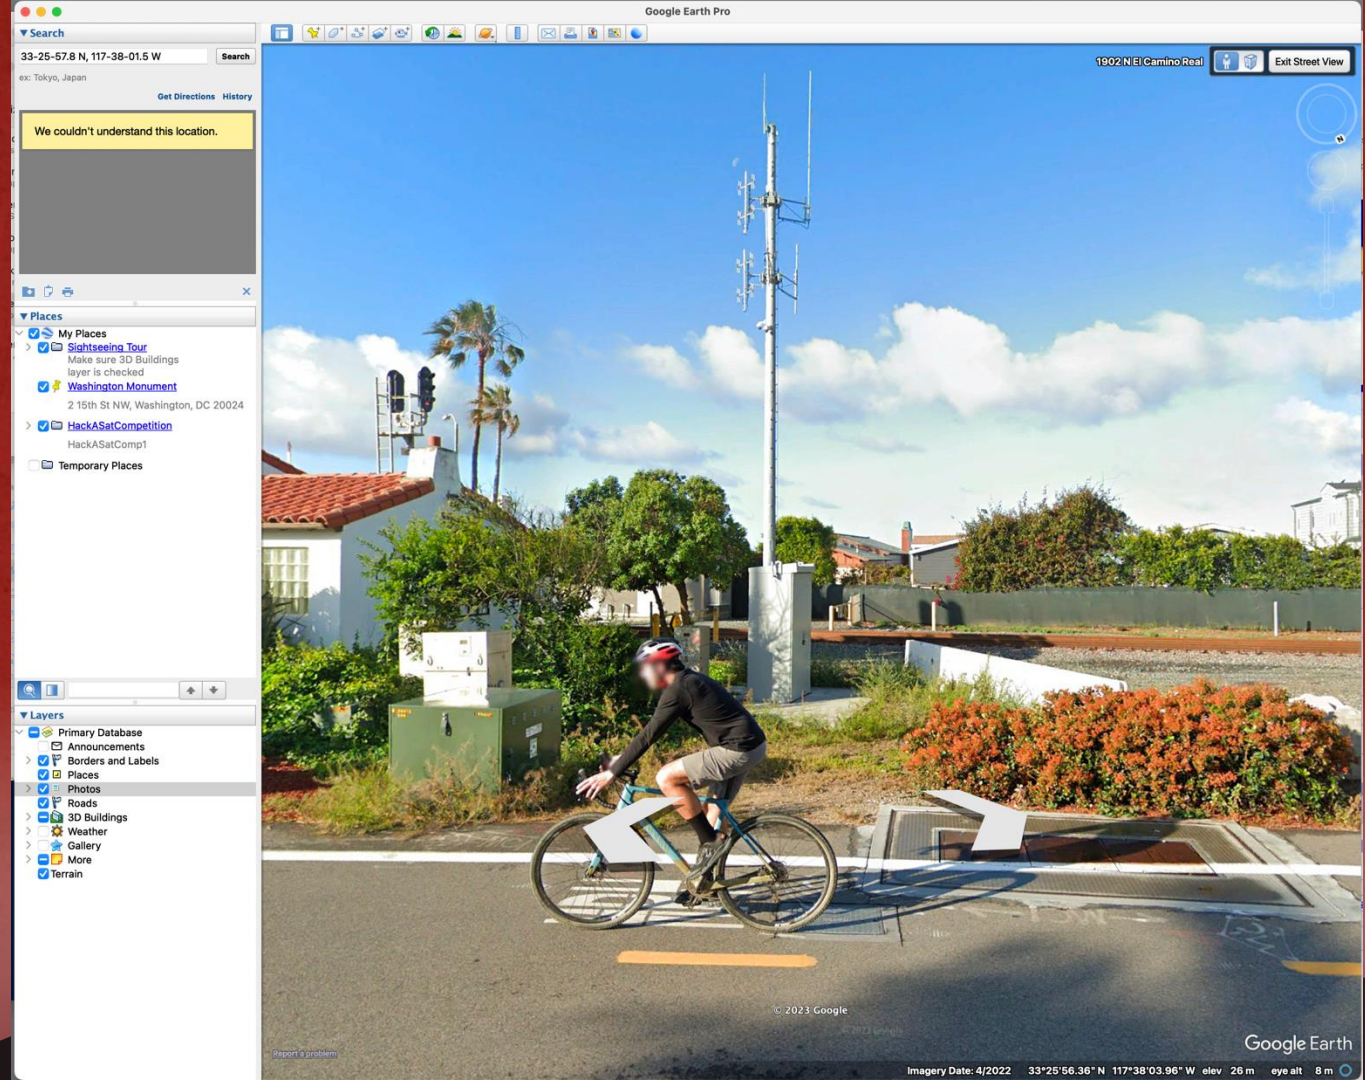 Google Earth Pro
Search
33-25-57.8 N, 117-38-01.5 W
Search
ex: Tokyo, Japan
Get Directions
History
We couldn't understand this location.
Places
My Places
Sightseeing Tour
Make sure 3D Buildings
layer is checked
Washington Monument
2 15th St NW, Washington, DC 20024
HackASatCompetition
HackASatComp1
Temporary Places
Layers
Primary Database
Announcements
Borders and Labels
Places
Photos
Roads
3D Buildings
Weather
Gallery
More
Terrain
1902 N El Camino Real
Exit Street View
N
© 2023 Google
© 2023 Google
Report a problem
Google Earth
Imagery Date: 4/2022 33°25'56.36" N 117°38'03.96" W elev 26 m eye alt 8 m